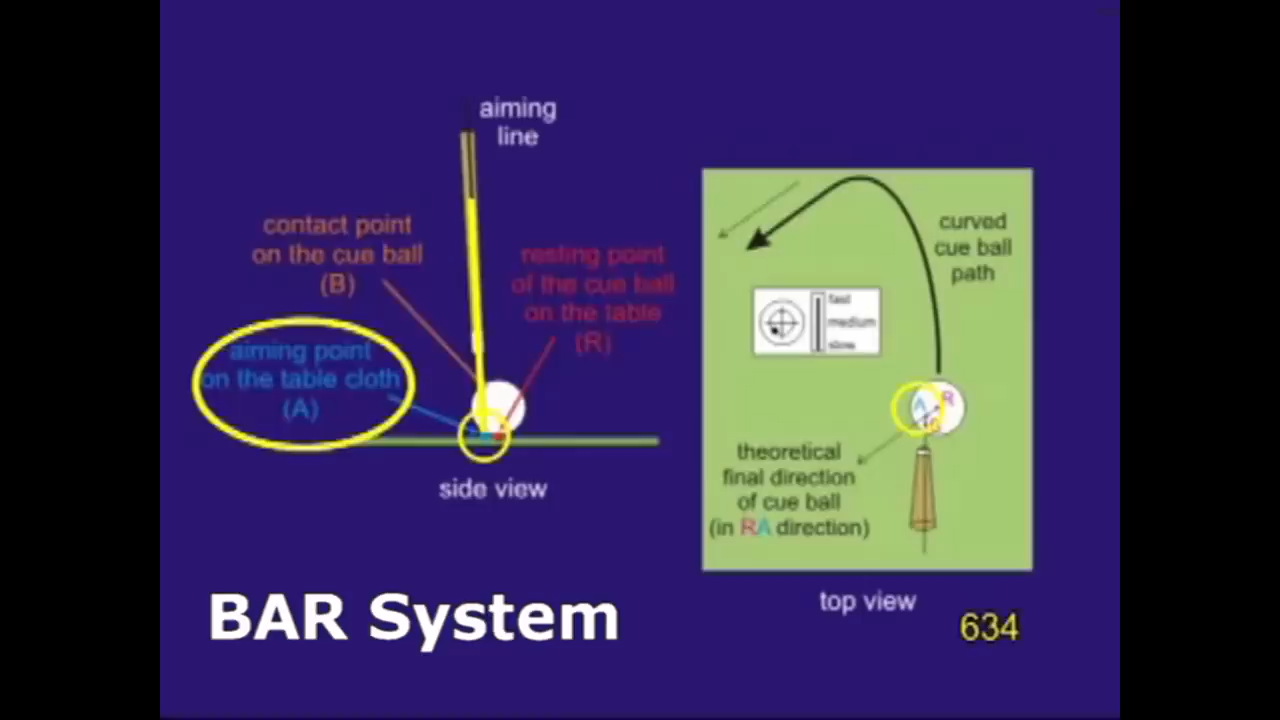 aiming
line
contact point
on the cue ball
(B)
resting point
of the cue ball
on the table
(R)
aiming point
on the table cloth
(A)
side view
BAR System
curved
cue ball
path
fast
medium
slow
A
R
theoretical
final direction
of cue ball
(in RA direction)
top view
634